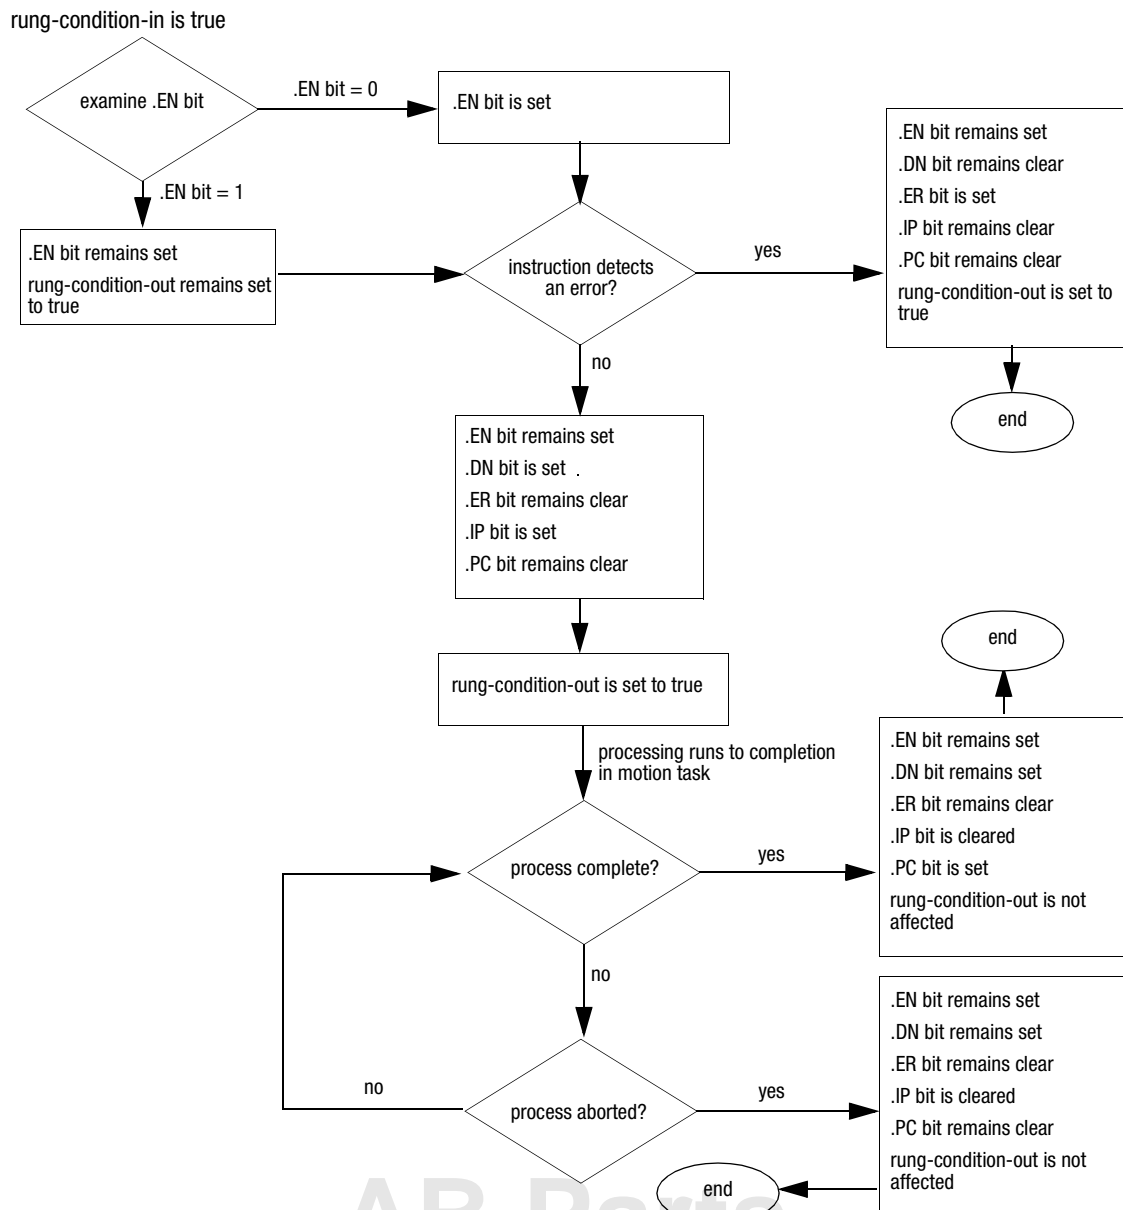 rung-condition-in is true
examine .EN bit
.EN bit = 0
.EN bit is set
.EN bit = 1
.EN bit remains set
rung-condition-out remains set
to true
instruction detects
an error?
yes
.EN bit remains set
.DN bit remains clear
.ER bit is set
.IP bit remains clear
.PC bit remains clear
rung-condition-out is set to
true
end
no
.EN bit remains set
.DN bit is set .
.ER bit remains clear
.IP bit is set
.PC bit remains clear
rung-condition-out is set to true
processing runs to completion
in motion task
process complete?
yes
.EN bit remains set
.DN bit remains set
.ER bit remains clear
.IP bit is cleared
.PC bit is set
rung-condition-out is not
affected
end
no
process aborted?
no
yes
.EN bit remains set
.DN bit remains set
.ER bit remains clear
.IP bit is cleared
.PC bit remains clear
rung-condition-out is not
affected
end
AB Parts